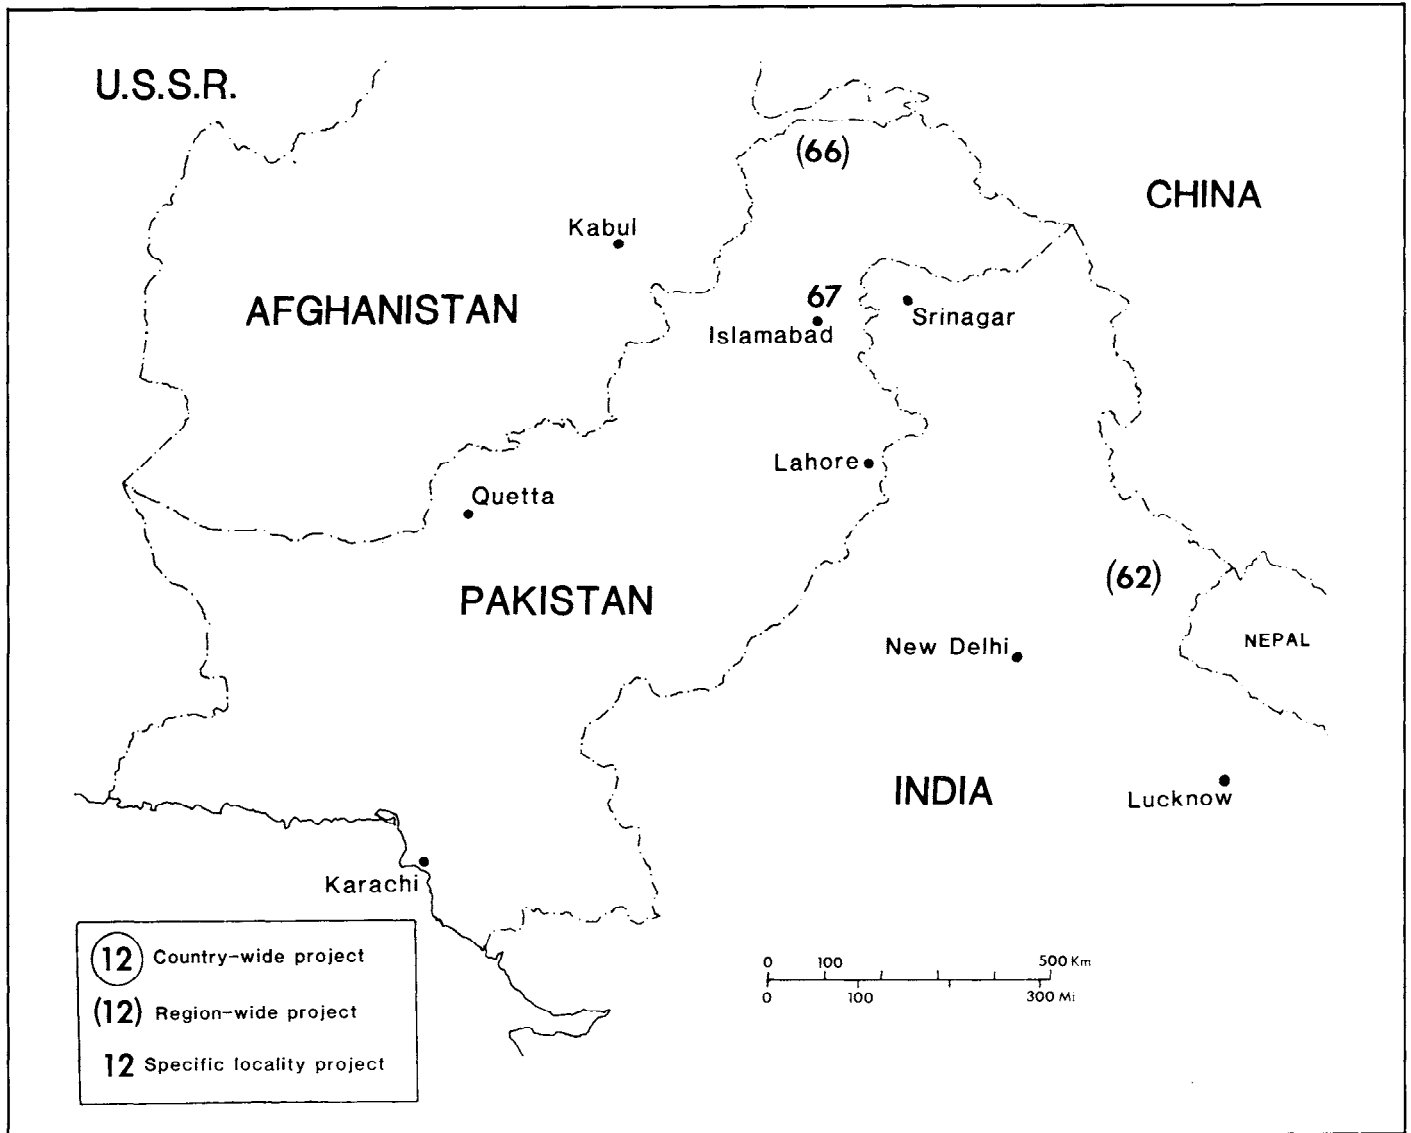 U.S.S.R.
(66)
CHINA
Kabul
AFGHANISTAN
67
Islamabad
Srinagar
Lahore
Quetta
(62)
PAKISTAN
New Delhi
NEPAL
INDIA
Lucknow
Karachi
12 Country-wide project
(12) Region-wide project
12 Specific locality project
0 100 500 Km
0 100 300 Mi